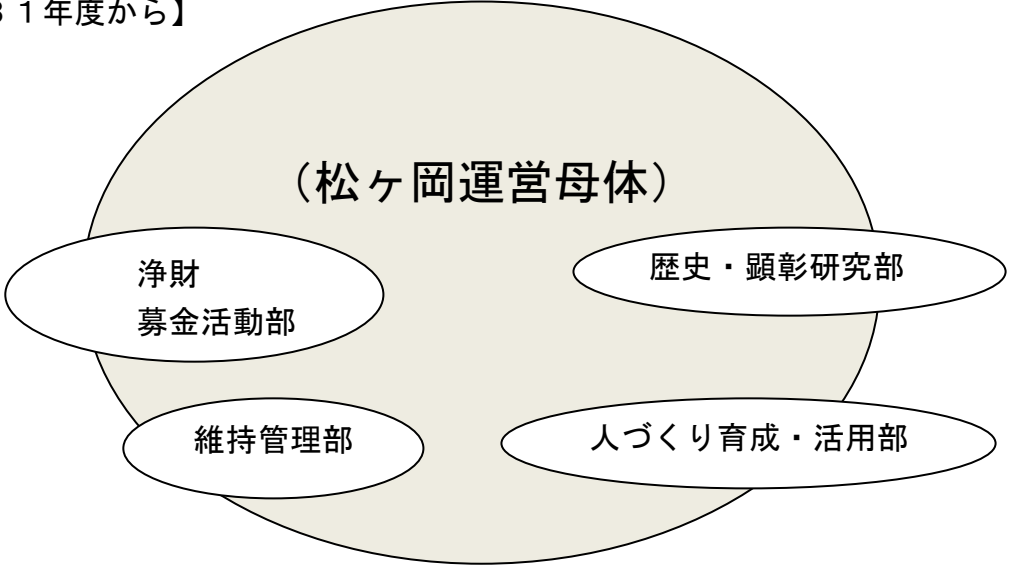 ３１年度から】
（松ヶ岡運営母体）
浄財
募金活動部
歴史・顕彰研究部
維持管理部
人づくり育成・活用部